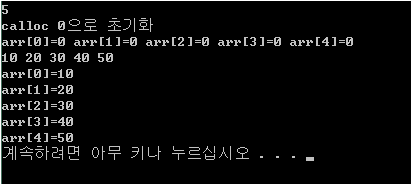 5
calloc 0으로 초기화
arr[0]=0 arr[1]=0 arr[2]=0 arr[3]=0 arr[4]=0
10 20 30 40 50
arr[0]=10
arr[1]=20
arr[2]=30
arr[3]=40
arr[4]=50
계속하려면 아무 키나 누르십시오 . . .